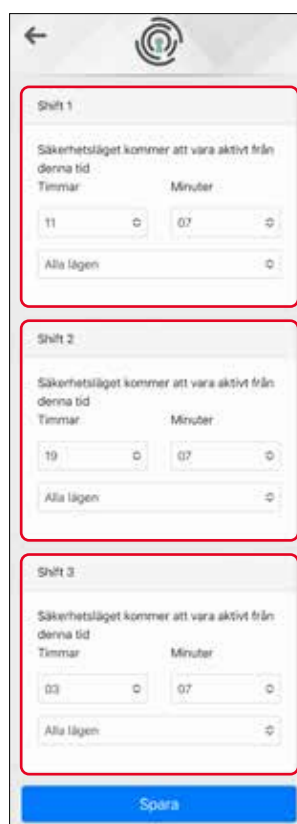 Shift 1
Säkerhetsläget kommer att vara aktivt från
denna tid
Timmar Minuter
11 07
Alla lägen
Shift 2
Säkerhetsläget kommer att vara aktivt från
denna tid
Timmar Minuter
19 07
Alla lägen
Shift 3
Säkerhetsläget kommer att vara aktivt från
denna tid
Timmar Minuter
03 07
Alla lägen
Spara